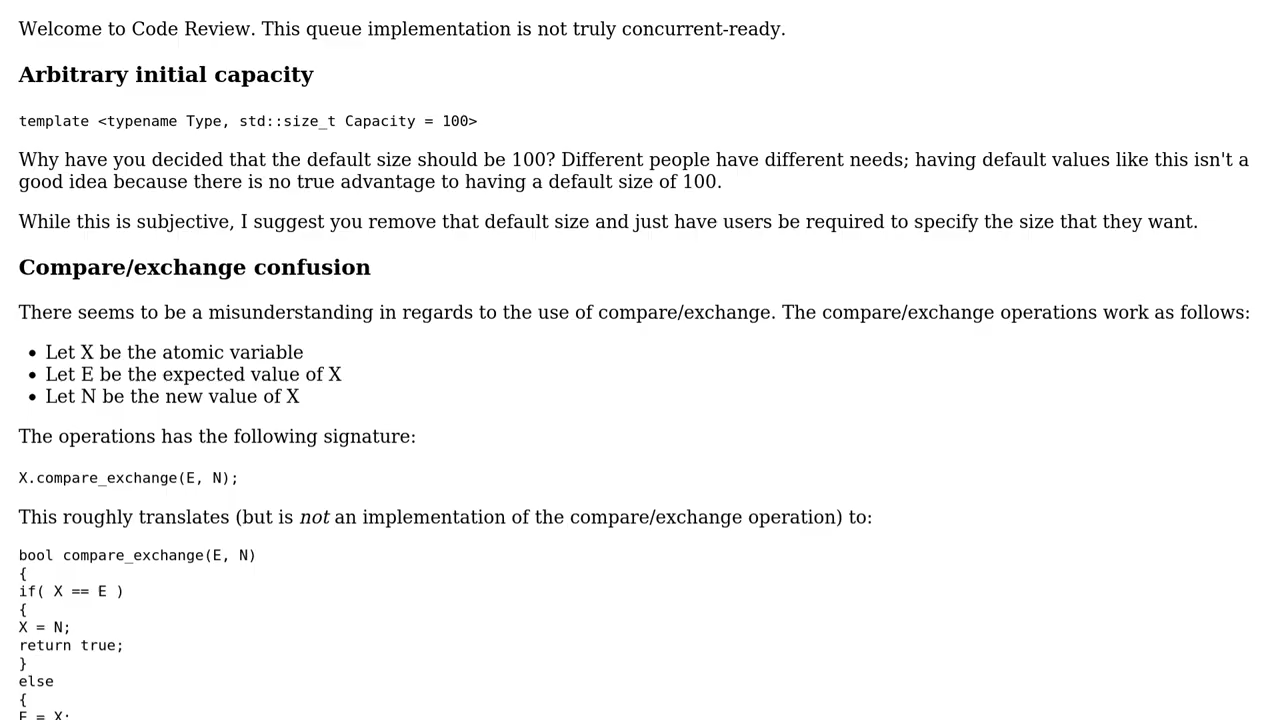 Welcome to Code Review. This queue implementation is not truly concurrent-ready.
Arbitrary initial capacity
template <typename Type, std::size_t Capacity = 100>
Why have you decided that the default size should be 100? Different people have different needs; having default values like this isn't a
good idea because there is no true advantage to having a default size of 100.
While this is subjective, I suggest you remove that default size and just have users be required to specify the size that they want.
Compare/exchange confusion
There seems to be a misunderstanding in regards to the use of compare/exchange. The compare/exchange operations work as follows:
• Let X be the atomic variable
• Let E be the expected value of X
• Let N be the new value of X
The operations has the following signature:
X.compare_exchange(E, N);
This roughly translates (but is not an implementation of the compare/exchange operation) to:
bool compare_exchange(E, N)
{
if( X == E )
{
X = N;
return true;
}
else
{
E = X;